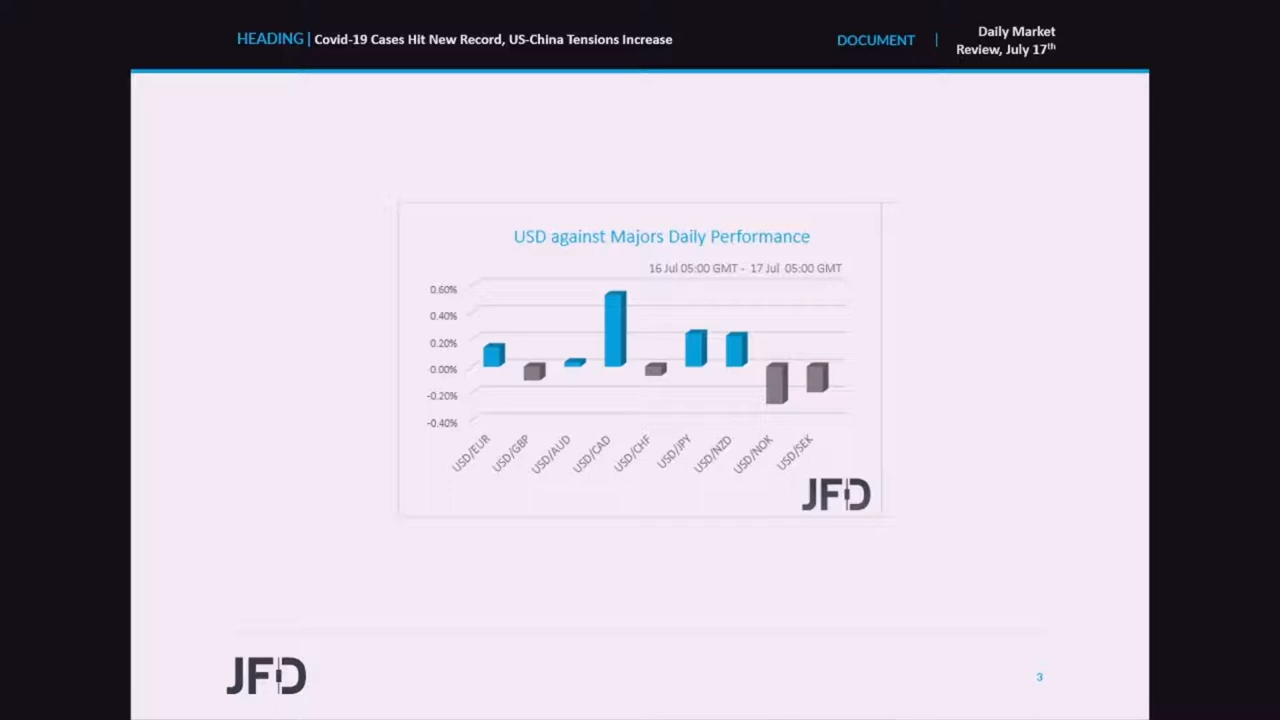 HEADING | Covid-19 Cases Hit New Record, US-China Tensions Increase
DOCUMENT |
Daily Market
Review, July 17th
USD against Majors Daily Performance
16 Jul 05:00 GMT - 17 Jul 05:00 GMT
0.60%
0.40%
0.20%
-0.00%
-0.20%
-0.40%
USD/EUR
USD/GBP
USD/AUD
USD/CAD
USD/CHF
USD/JPY
USD/NZD
USD/NOK
USD/SEK
JFD
JFD
3